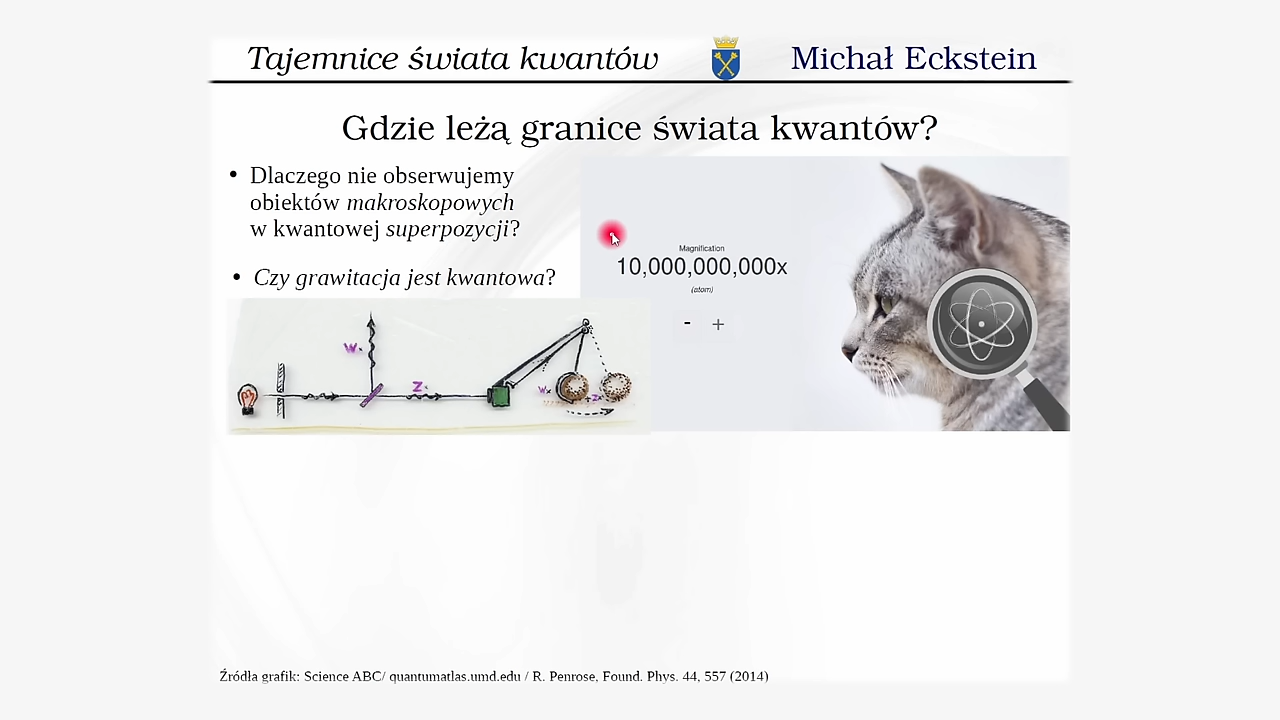 Tajemnice świata kwantów
Michał Eckstein
Gdzie leżą granice świata kwantów?
• Dlaczego nie obserwujemy
obiektów makroskopowych
w kwantowej superpozycji?
• Czy grawitacja jest kwantowa?
Magnification
10,000,000,000x
(atom)
- +
W.
Z.
Wx
Z.
Źródła grafik: Science ABC/ quantumatlas.umd.edu / R. Penrose, Found. Phys. 44, 557 (2014)